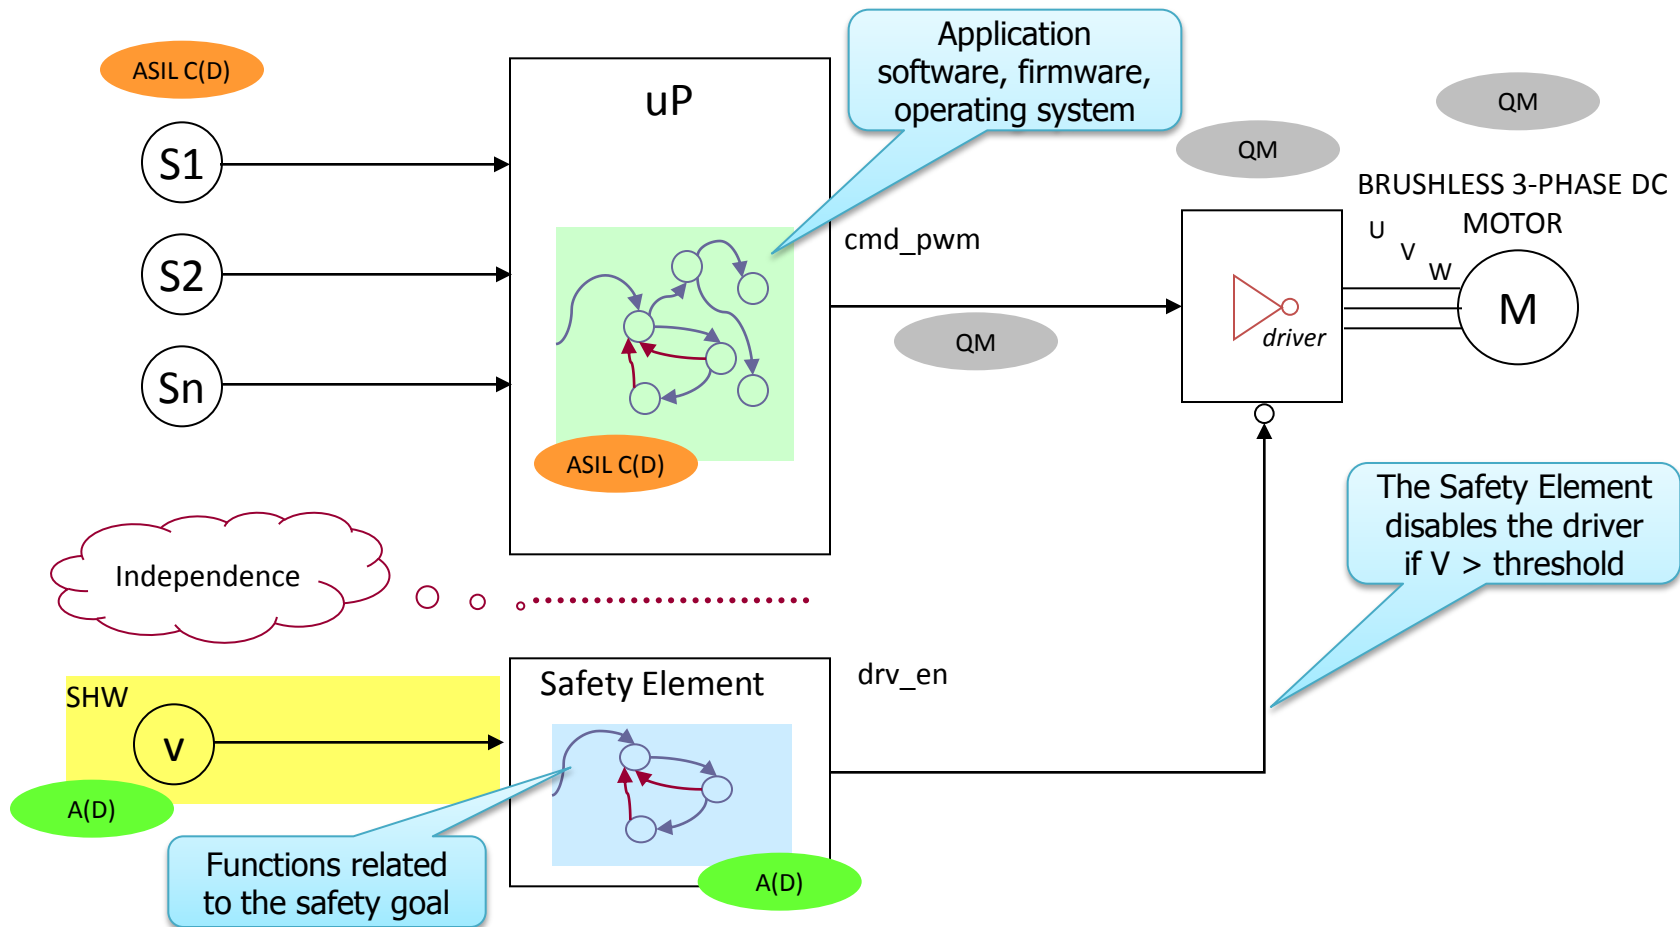 ASIL C(D)
S1
S2
Sn
uP
Application
software, firmware,
operating system
ASIL C(D)
cmd_pwm
QM
QM
QM
BRUSHLESS 3-PHASE DC
MOTOR
U
V
W
driver
M
Independence
The Safety Element
disables the driver
if V > threshold
SHW
v
A(D)
Safety Element
drv_en
Functions related
to the safety goal
A(D)